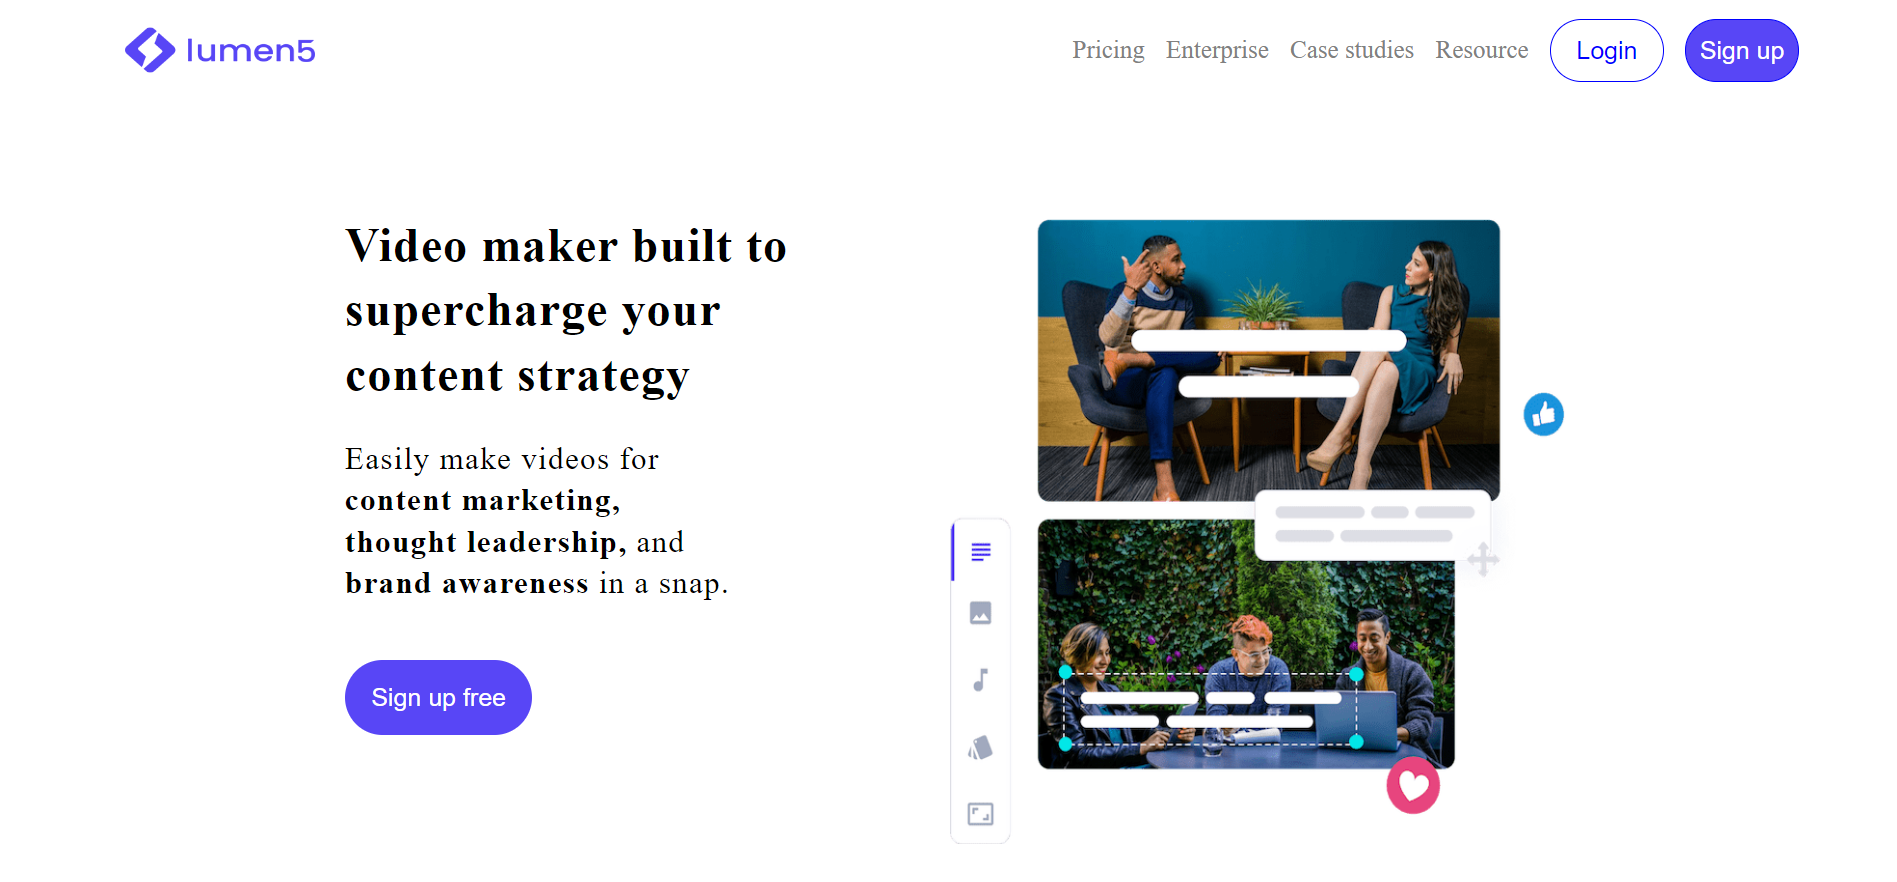 lumen5
Pricing Enterprise Case studies Resource Login Sign up
Video maker built to
supercharge your
content strategy
Easily make videos for
content marketing,
thought leadership, and
brand awareness in a snap.
Sign up free